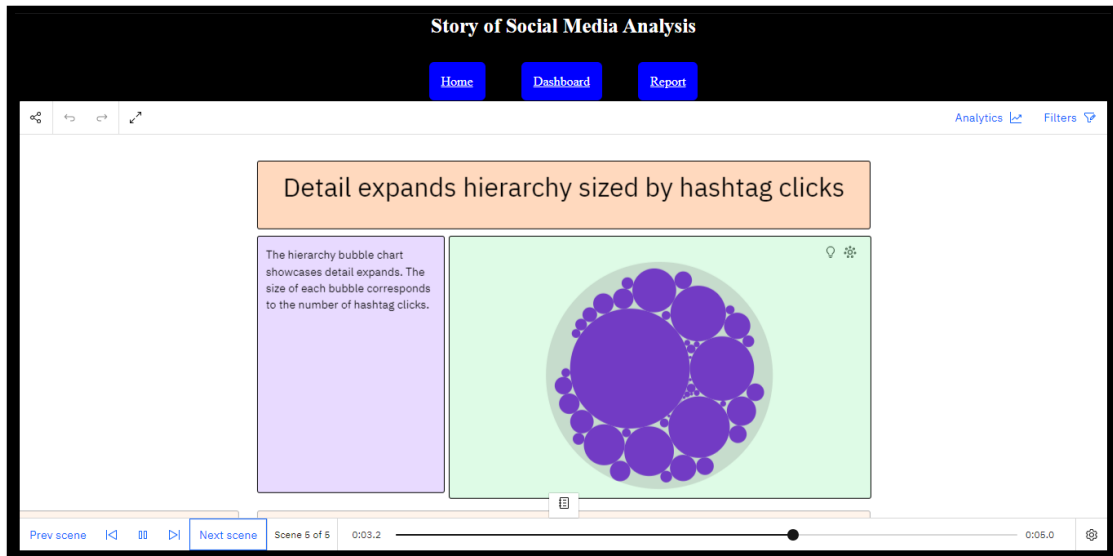 Story of Social Media Analysis
Home Dashboard Report
Analytics Filters
Detail expands hierarchy sized by hashtag clicks
The hierarchy bubble chart
showcases detail expands. The
size of each bubble corresponds
to the number of hashtag clicks.
Prev scene Next scene Scene 5 of 5 0:03.2 0:05.0